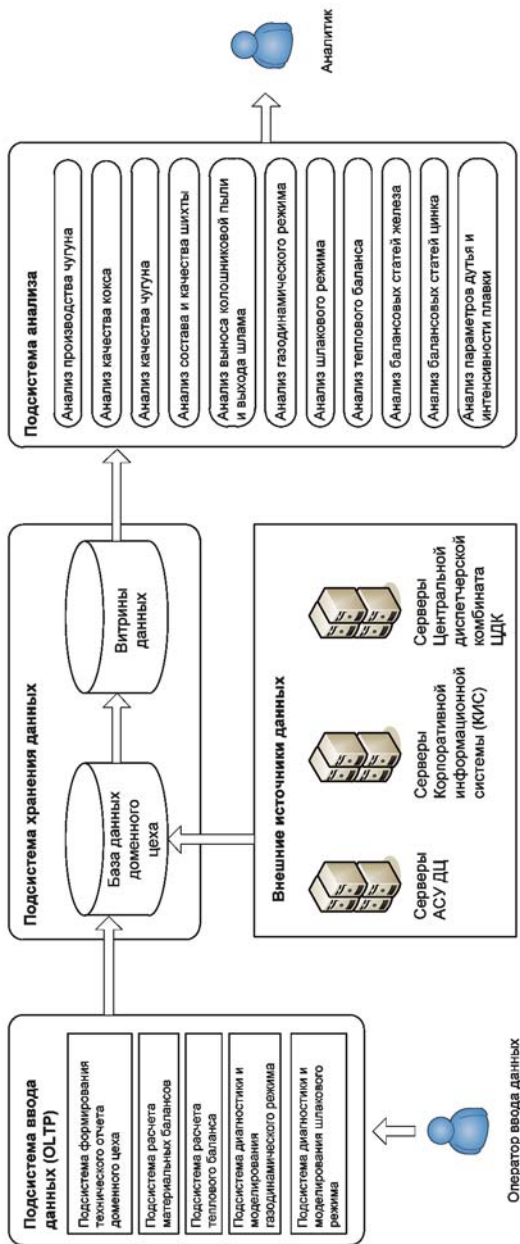 Подсистема ввода
данных (OLTP)
Подсистема формирования
технического отчета
доменного цеха
Подсистема расчета
материальных балансов
Подсистема расчета
теплового баланса
Подсистема диагностики и
моделирования
газодинамического режима
Подсистема диагностики и
моделирования шлакового
режима
Оператор ввода данных
Подсистема хранения данных
База данных
доменного
цеха
Витрины
данных
Внешние источники данных
Серверы
АСУ ДЦ
Серверы
Корпоративной
информационной
системы (КИС)
Серверы
Центральной
диспетчерской
комбината
ЦДК
Подсистема анализа
Анализ производства чугуна
Анализ качества кокса
Анализ качества чугуна
Анализ состава и качества шихты
Анализ выноса колошниковой пыли
и выхода шлама
Анализ газодинамического режима
Анализ шлакового режима
Анализ теплового баланса
Анализ балансовых статей железа
Анализ балансовых статей цинка
Анализ параметров дутья и
интенсивности плавки
Аналитик